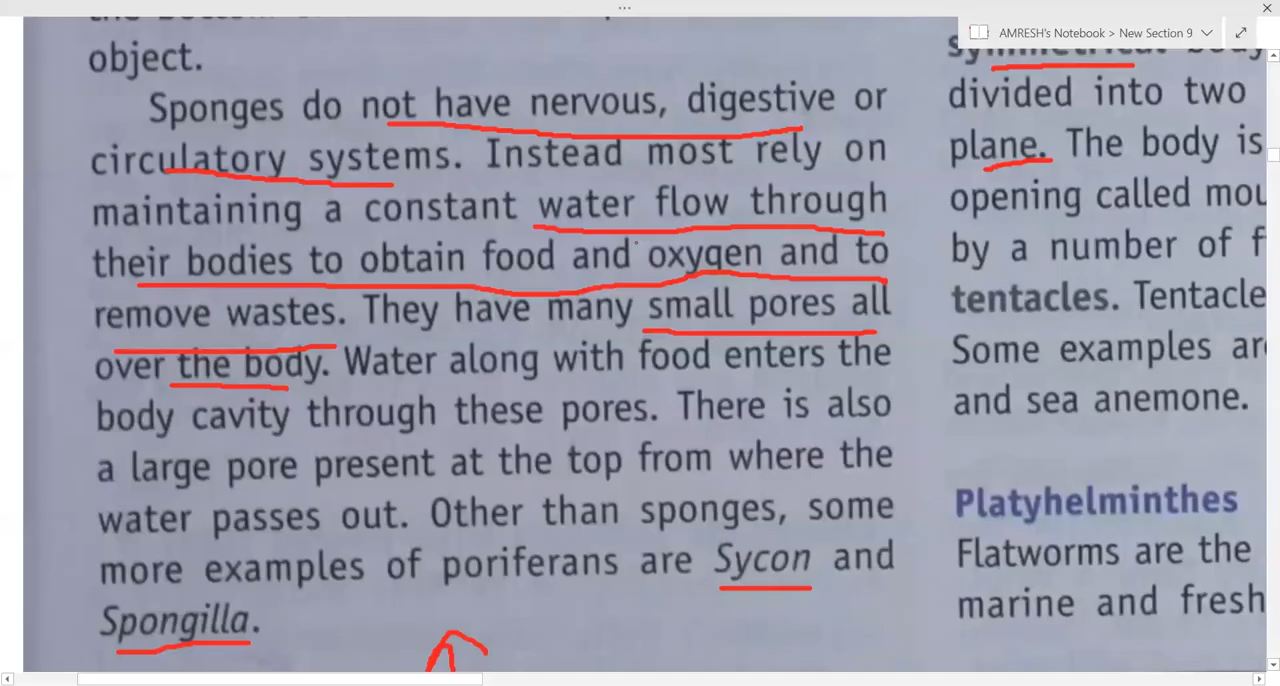 AMRESH's Notebook > New Section 9
object.
Sponges do not have nervous, digestive or
circulatory systems. Instead most rely on
maintaining a constant water flow through
their bodies to obtain food and oxygen and to
remove wastes. They have many small pores all
over the body. Water along with food enters the
body cavity through these pores. There is also
a large pore present at the top from where the
water passes out. Other than sponges, some
more examples of poriferans are Sycon and
Spongilla.
divided into two
plane. The body is
opening called
by a number of
tentacles.
Some examples
and sea anemone.
Platyhelminthes
Flatworms are the
marine and